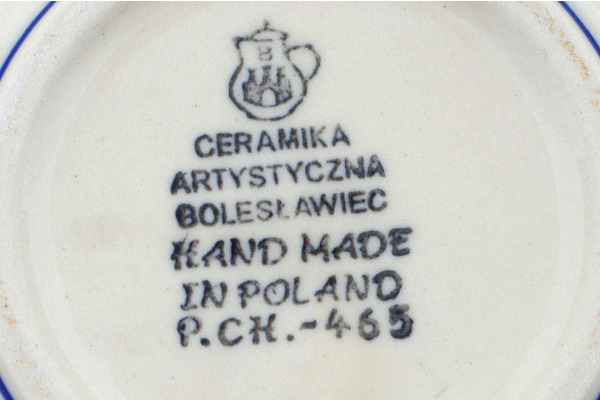 B
CERAMIKA
ARTYSTYCZNA
BOLESŁAWIEC
HAND MADE
IN POLAND
P.CH.-465